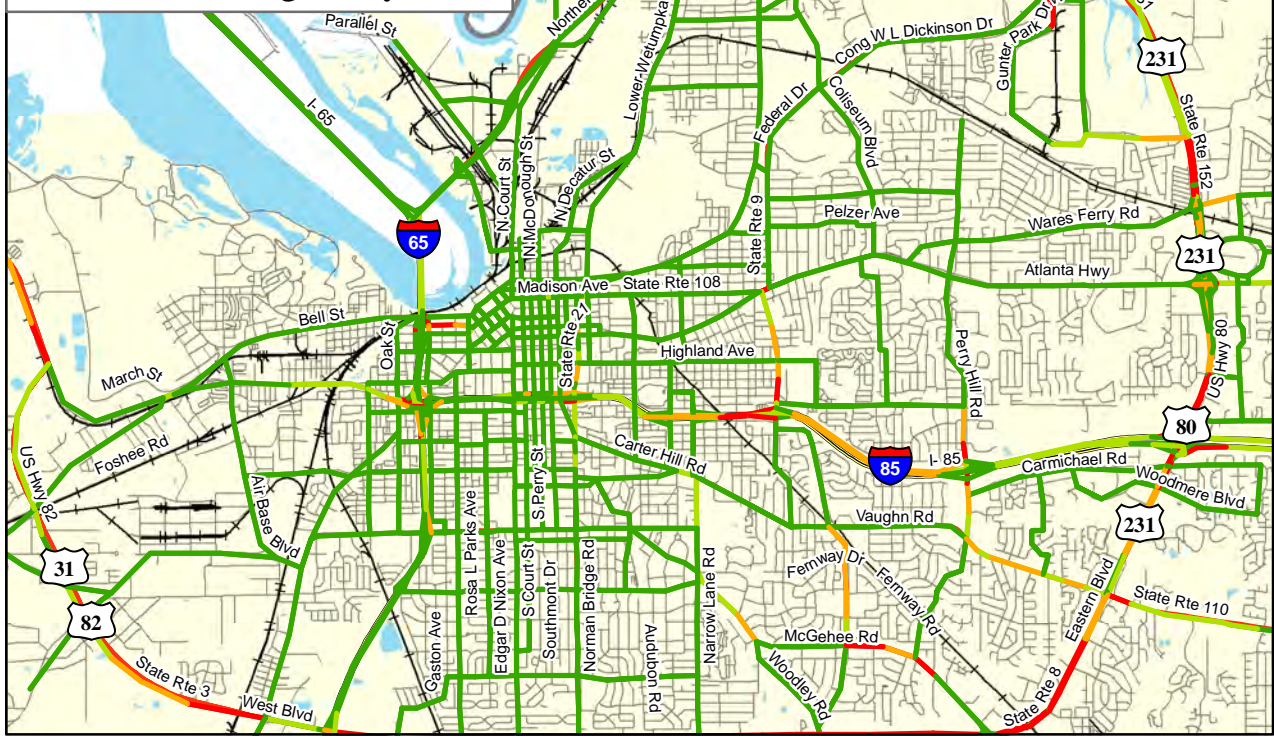 Parallel St
Norther
Lower-Wetumpka
Cong W L Dickinson Dr
Gunter Park Dr
231
I-65
Federal Dr
Coliseum Blvd
State Rte 152
N Court St
N McDonough St
N Decatur St
65
State Rte 9
Pelzer Ave
Wares Ferry Rd
231
Atlanta Hwy
Madison Ave
State Rte 108
Bell St
Oak St
State Rte 27
Highland Ave
Perry Hill Rd
US Hwy 80
March St
80
Foshee Rd
Carter Hill Rd
85
I- 85
Carmichael Rd
Woodmere Blvd
US Hwy 82
Air Base Blvd
S Perry St
Vaughn Rd
231
31
Rosa L Parks Ave
Edgar D Nixon Ave
S Court St
Southmont Dr
Norman Bridge Rd
Narrow Lane Rd
Fernway Dr
Fernway Rd
Eastern Blvd
State Rte 110
82
Gaston Ave
Audubon Rd
McGehee Rd
Woodley Rd
State Rte 3
West Blvd
State Rte 8